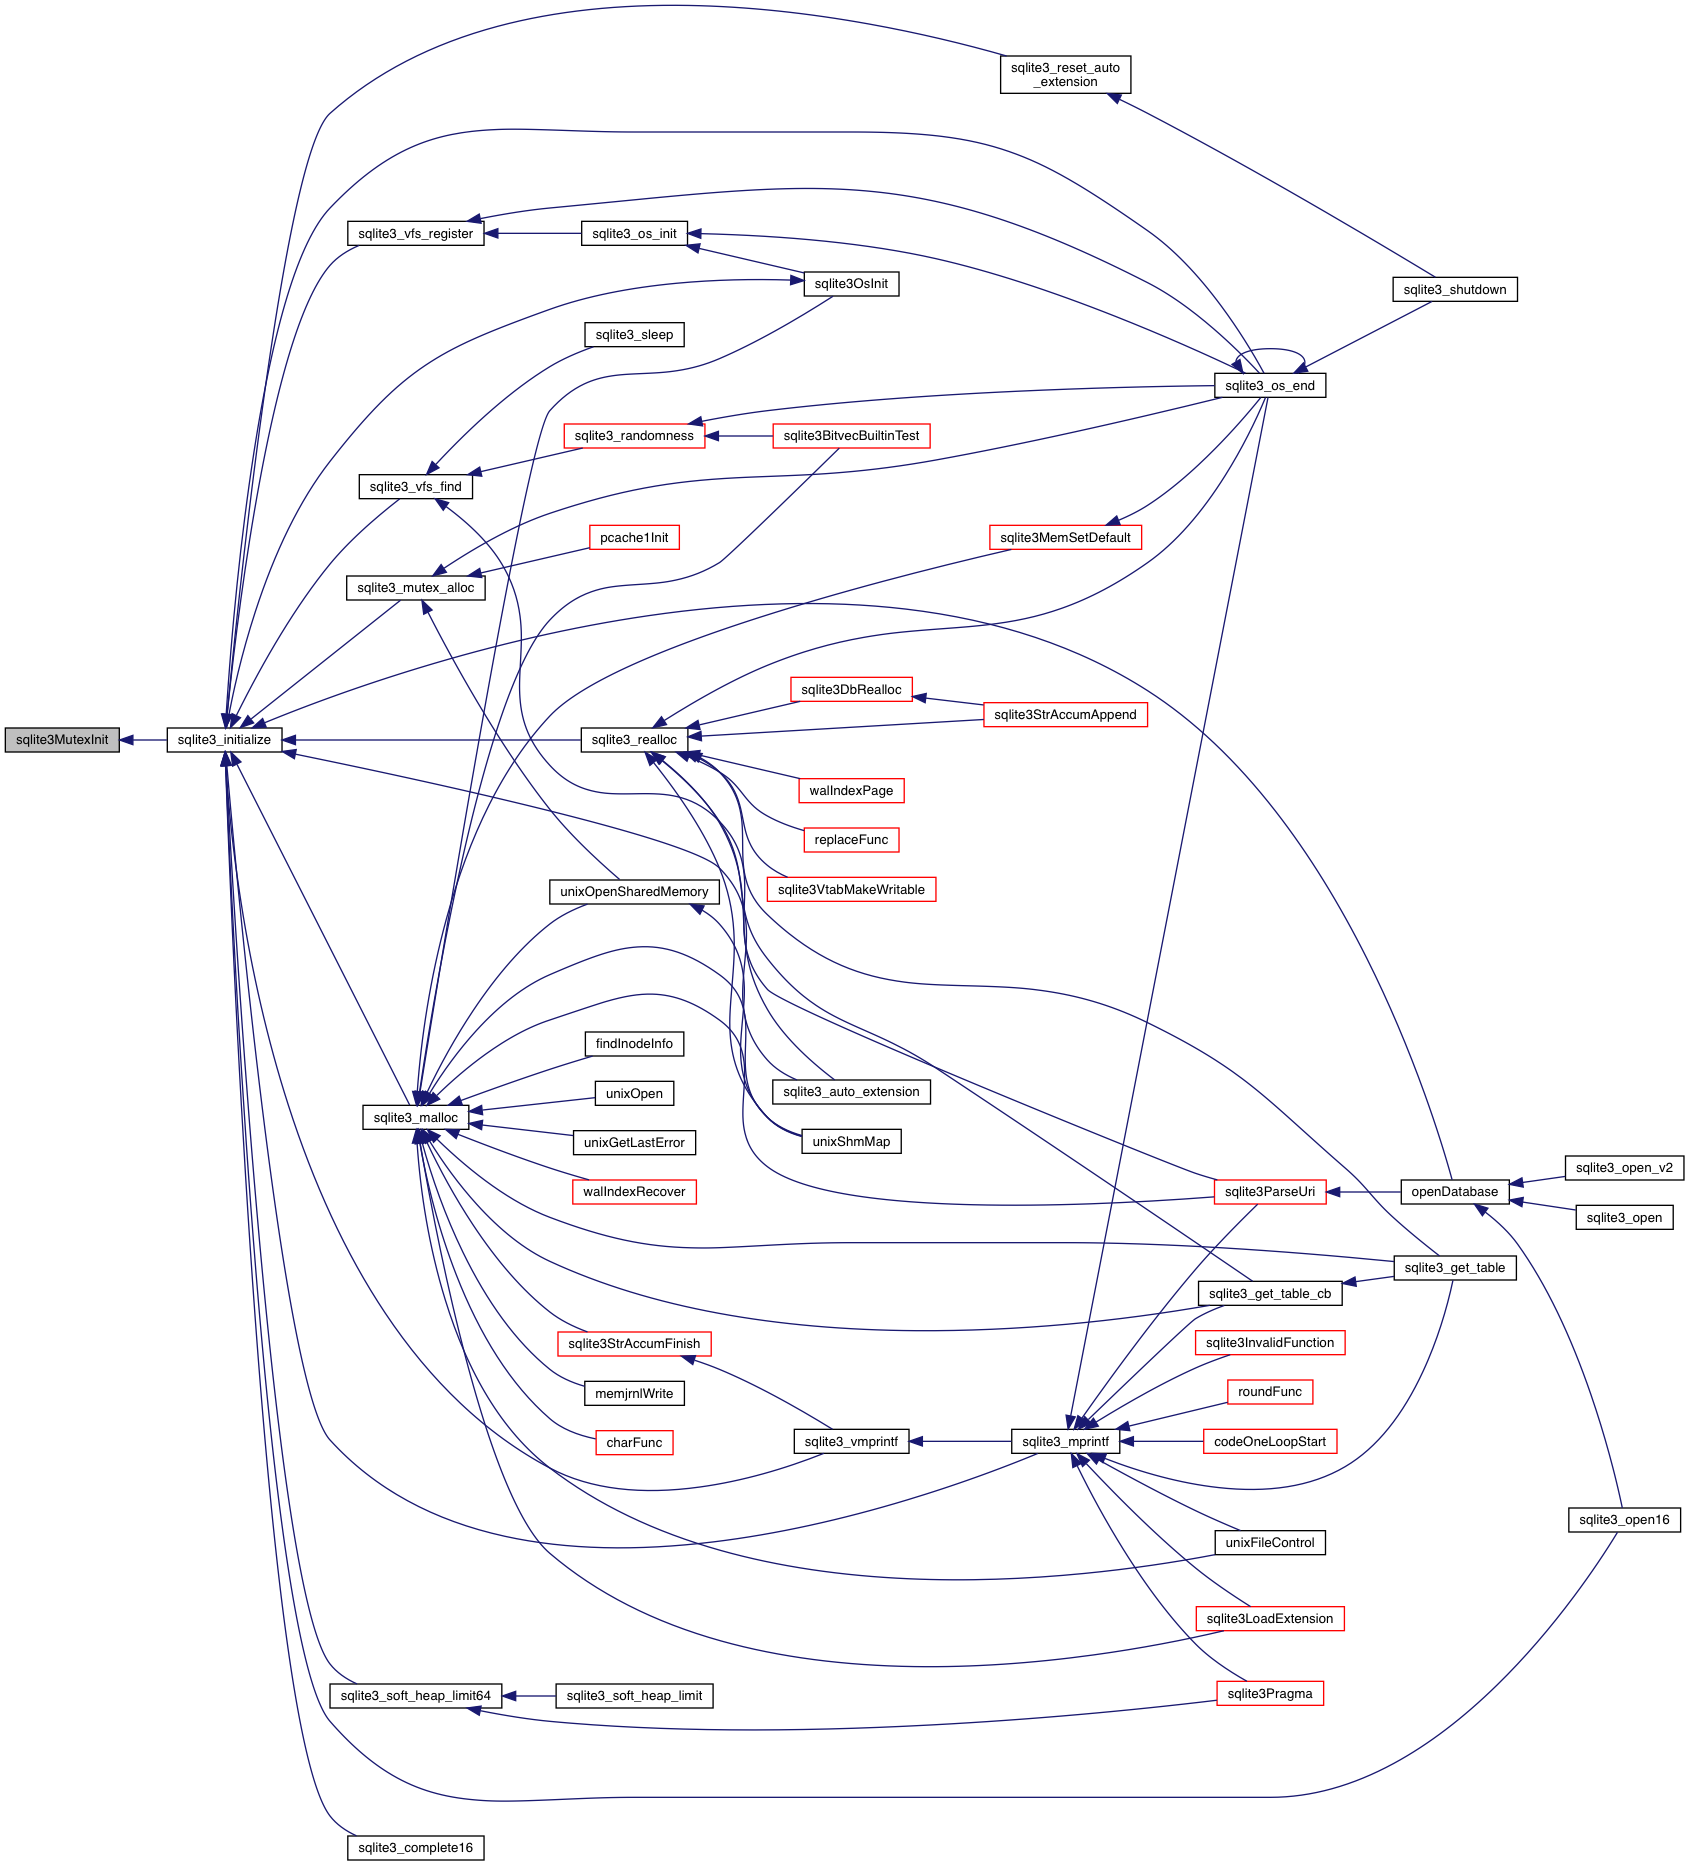 sqlite3_reset_auto
_extension
sqlite3_vfs_register
sqlite3_os_init
sqlite3OsInit
sqlite3_shutdown
sqlite3_sleep
sqlite3_os_end
sqlite3_randomness
sqlite3BitvecBuiltinTest
sqlite3_vfs_find
pcache1Init
sqlite3MemSetDefault
sqlite3_mutex_alloc
sqlite3DbRealloc
sqlite3StrAccumAppend
sqlite3MutexInit
sqlite3_initialize
sqlite3_realloc
walIndexPage
replaceFunc
unixOpenSharedMemory
sqlite3VtabMakeWritable
findInodeInfo
unixOpen
sqlite3_auto_extension
sqlite3_malloc
unixGetLastError
unixShmMap
sqlite3_open_v2
walIndexRecover
sqlite3ParseUri
openDatabase
sqlite3_open
sqlite3_get_table
sqlite3_get_table_cb
sqlite3StrAccumFinish
sqlite3InvalidFunction
memjrnlWrite
roundFunc
charFunc
sqlite3_vmprintf
sqlite3_mprintf
codeOneLoopStart
sqlite3_open16
unixFileControl
sqlite3LoadExtension
sqlite3_soft_heap_limit64
sqlite3_soft_heap_limit
sqlite3Pragma
sqlite3_complete16